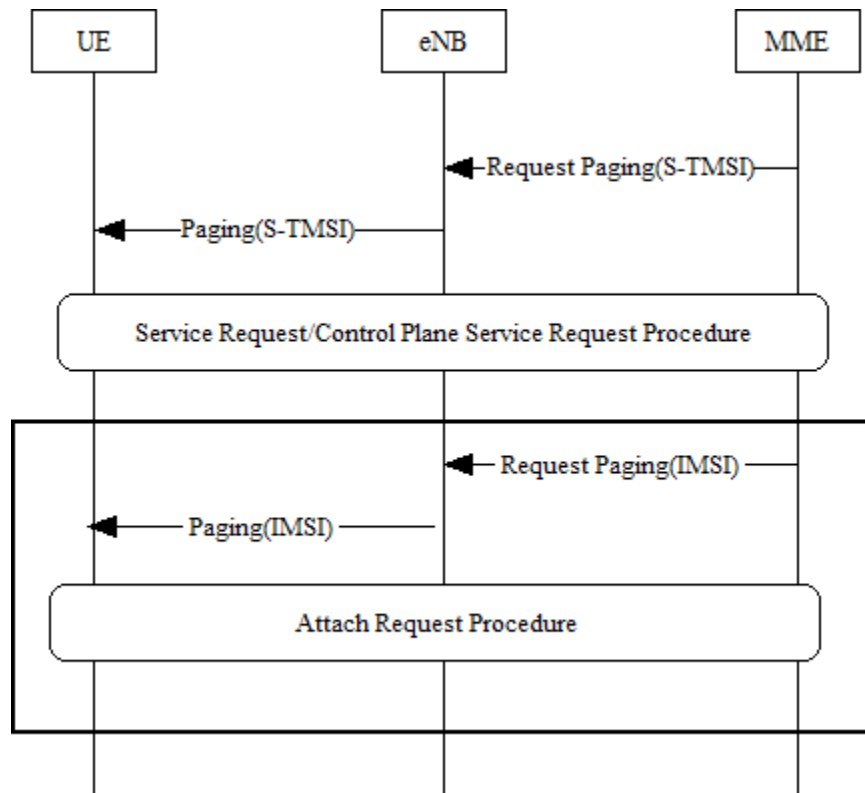 UE
eNB
MME
Request Paging(S-TMSI)
Paging(S-TMSI)
Service Request/Control Plane Service Request Procedure
Request Paging(IMSI)
Paging(IMSI)
Attach Request Procedure